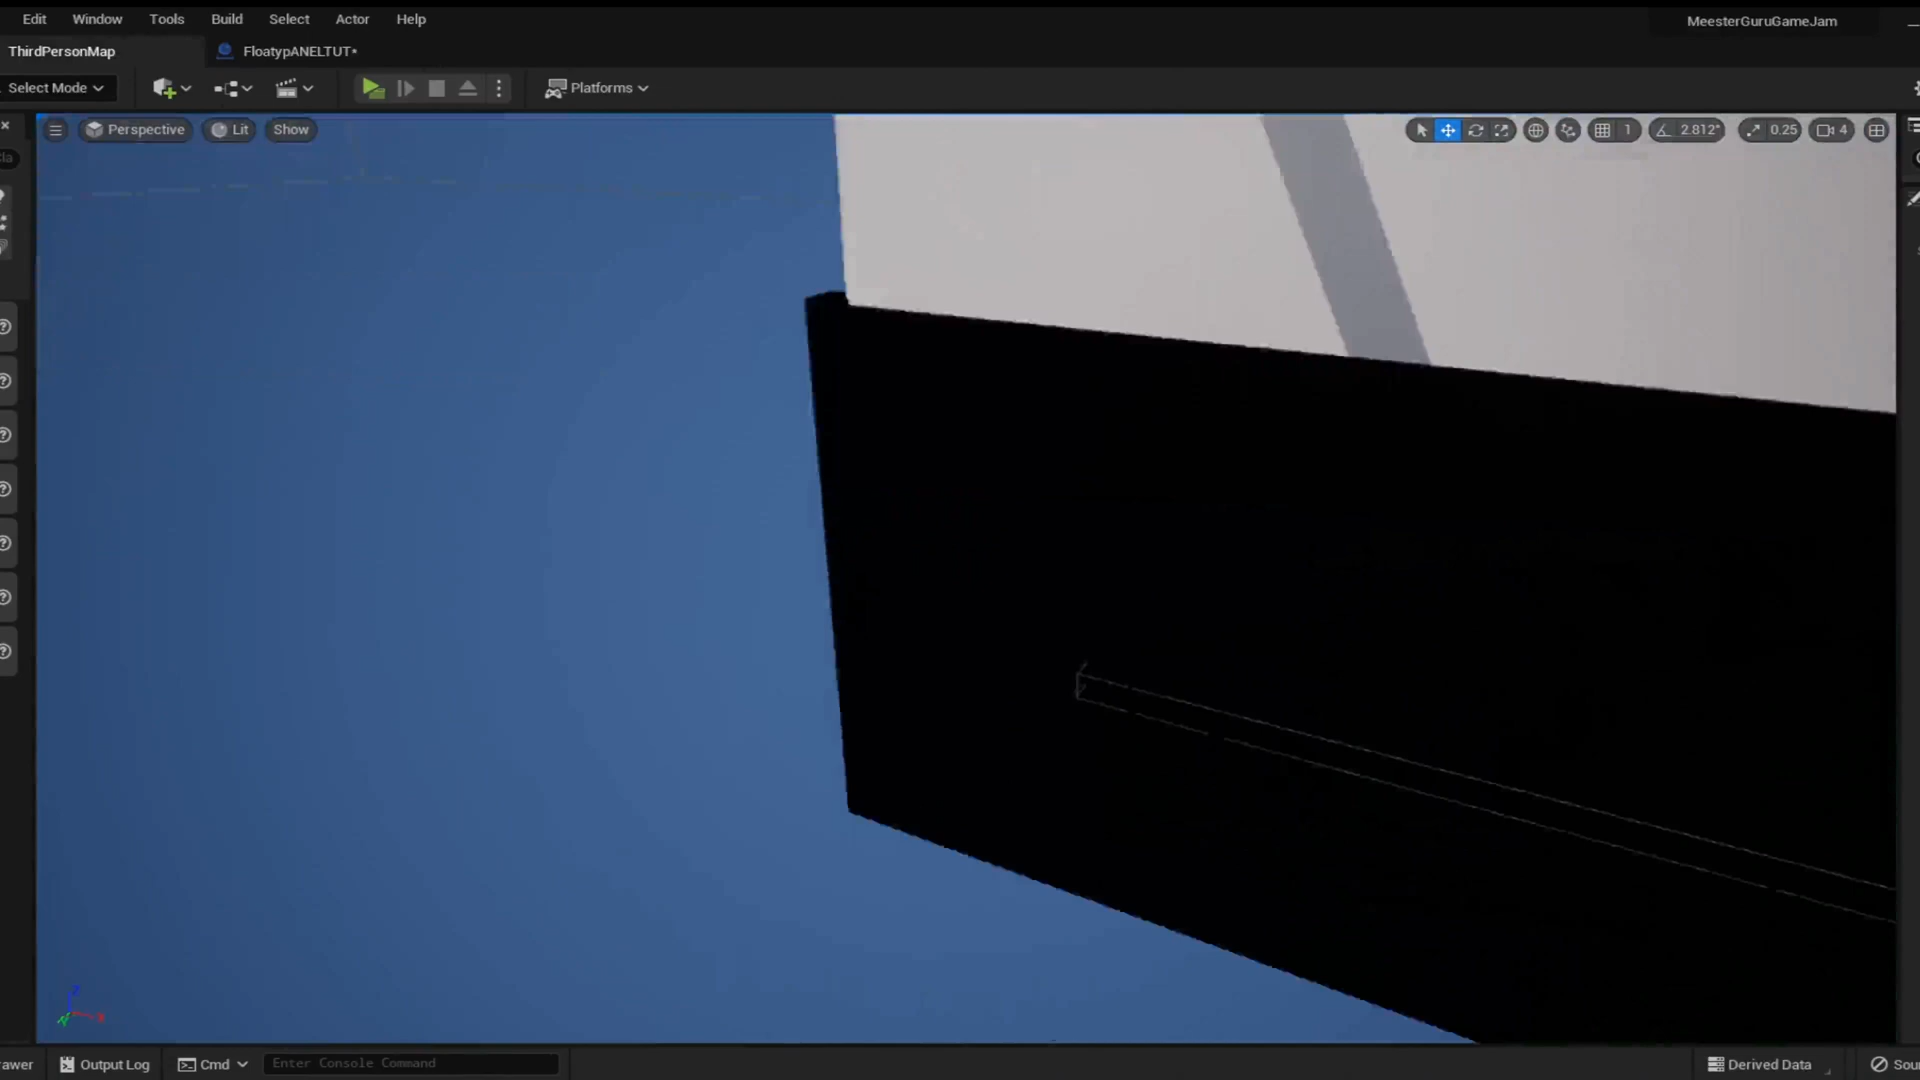 Edit Window Tools Build Select Actor Help MeesterGuruGameJam
ThirdPersonMap FloatypANELTUT*
Select Mode Platforms
Perspective Lit Show 1 2.812° 0.25 4
Z
X
Output Log Cmd Enter Console Command Derived Data